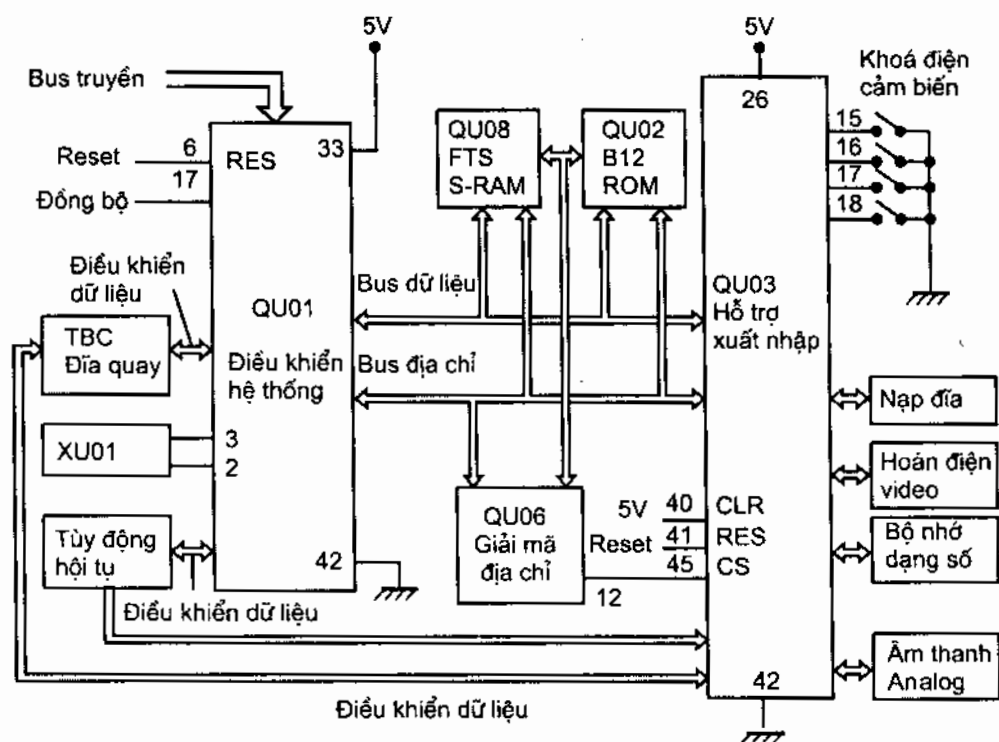 5V
5V
Bus truyền
Khoá điện
cảm biến
26
QU08
FTS
S-RAM
QU02
B12
ROM
15
16
17
18
Reset
6
RES
33
17
Đồng bộ
Điều khiển
dữ liệu
QU01
Bus dữ liệu
QU03
Hỗ trợ
xuất nhập
TBC
Đĩa quay
Điều khiển
hệ thống
Bus địa chỉ
Nạp đĩa
XU01
3
2
Hoán điện
video
QU06
Giải mã
địa chỉ
5V
40
CLR
Reset
41
RES
45
CS
Bộ nhớ
dạng số
Tùy động
hội tụ
42
12
Điều khiển dữ liệu
Âm thanh
Analog
42
Điều khiển dữ liệu